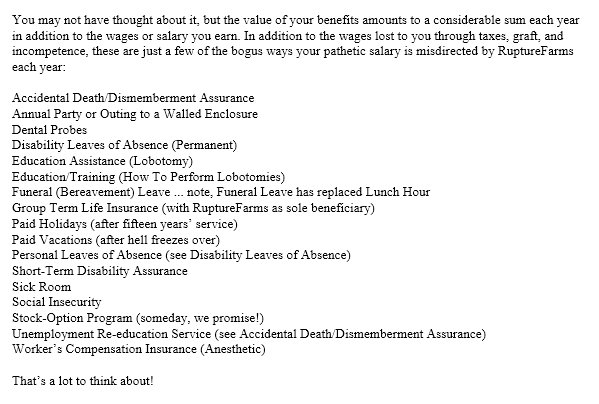 You may not have thought about it, but the value of your benefits amounts to a considerable sum each year
in addition to the wages or salary you earn. In addition to the wages lost to you through taxes, graft, and
incompetence, these are just a few of the bogus ways your pathetic salary is misdirected by RuptureFarms
each year:

Accidental Death/Dismemberment Assurance
Annual Party or Outing to a Walled Enclosure
Dental Probes
Disability Leaves of Absence (Permanent)
Education Assistance (Lobotomy)
Education/Training (How To Perform Lobotomies)
Funeral (Bereavement) Leave ... note, Funeral Leave has replaced Lunch Hour
Group Term Life Insurance (with RuptureFarms as sole beneficiary)
Paid Holidays (after fifteen years’ service)
Paid Vacations (after hell freezes over)
Personal Leaves of Absence (see Disability Leaves of Absence)
Short-Term Disability Assurance
Sick Room
Social Insecurity
Stock-Option Program (someday, we promise!)
Unemployment Re-education Service (see Accidental Death/Dismemberment Assurance)
Worker’s Compensation Insurance (Anesthetic)

That’s a lot to think about!